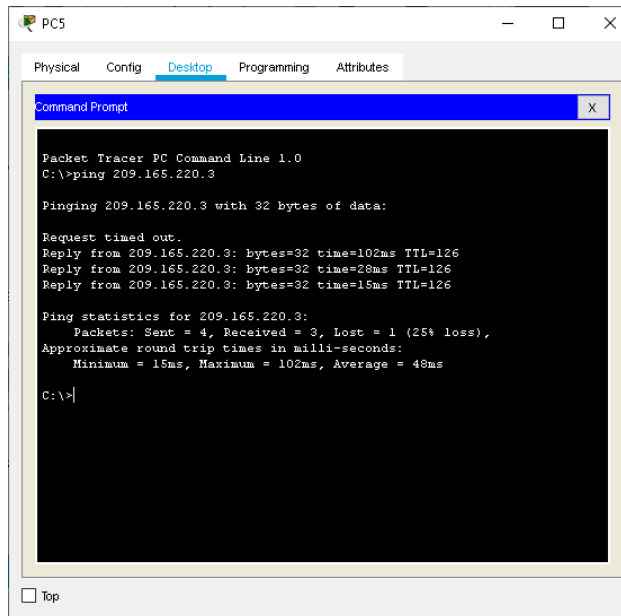 PC5
Physical Config Desktop Programming Attributes
Command Prompt X
Packet Tracer PC Command Line 1.0
C:\>ping 209.165.220.3
Pinging 209.165.220.3 with 32 bytes of data:
Request timed out.
Reply from 209.165.220.3: bytes=32 time=102ms TTL=126
Reply from 209.165.220.3: bytes=32 time=28ms TTL=126
Reply from 209.165.220.3: bytes=32 time=15ms TTL=126
Ping statistics for 209.165.220.3:
Packets: Sent = 4, Received = 3, Lost = 1 (25% loss),
Approximate round trip times in milli-seconds:
Minimum = 15ms, Maximum = 102ms, Average = 48ms
C:\>
Top